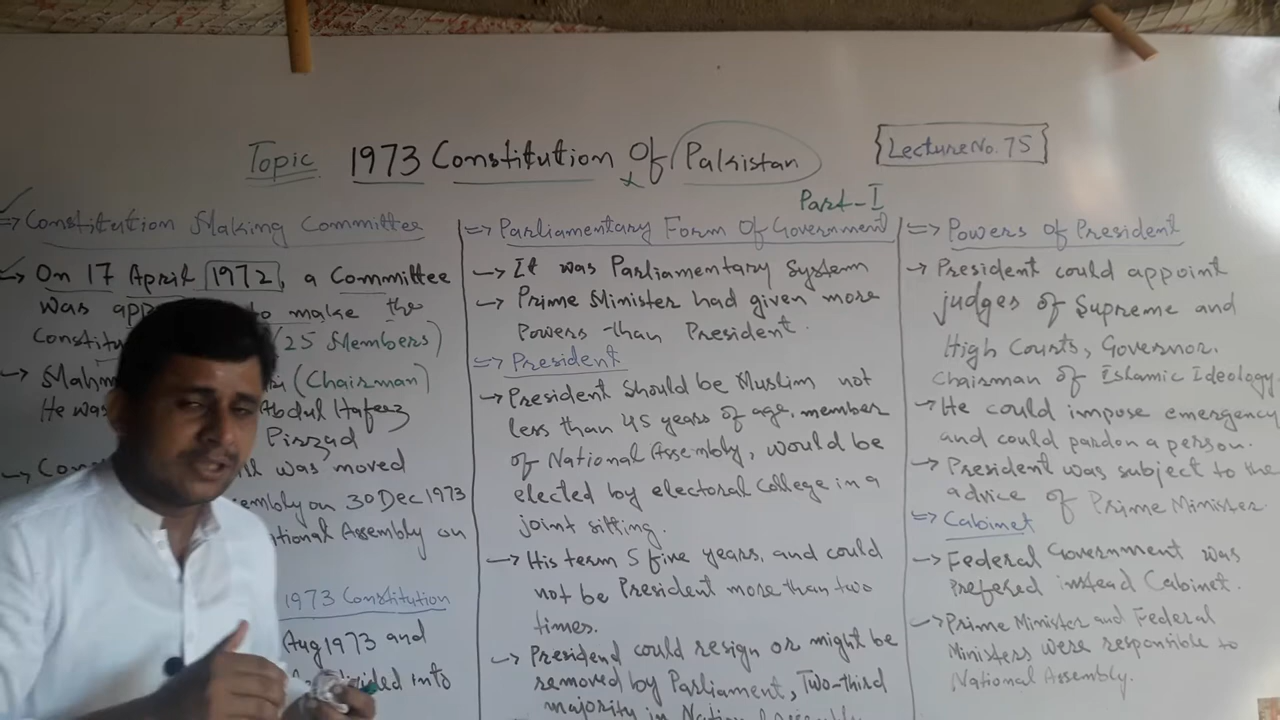 Topic 1973 Constitution Of Pakistan
Lecture No. 75
Part-I
=> Constitution Making Committee
→ On 17 April 1972, a Committee
was app to make the
Constitu (25 Members)
→ Mahm (Chairman)
He was Abdul Hafeez
Pirzad
→ Con was moved
embly on 30 Dec 1973
tional Assembly on
1973 Constitution
Aug 1973 and
ided into
=> Parliamentary Form Of Government
→ It was Parliamentary System
→ Prime Minister had given more
Powers than President.
=> President
→ President should be Muslim not
less than 45 years of age, member
of National Assembly, would be
elected by electoral College in a
joint sitting.
→ His term 5 five years, and could
not be President more than two
times.
→ Presidend could resign or might be
removed by Parliament, Two-third
majority in National Assembly
=> Powers of President
→ President could appoint
judges of Supreme and
High Courts, Governor.
Chairman of Islamic Ideology.
→ He could impose emergency
and could pardon a person.
→ President was subject to the
advice of Prime Minister.
=> Cabinet
→ Federal Government was
Prefered instead Cabinet.
→ Prime Minister and Federal
Ministers were responsible to
National Assembly.